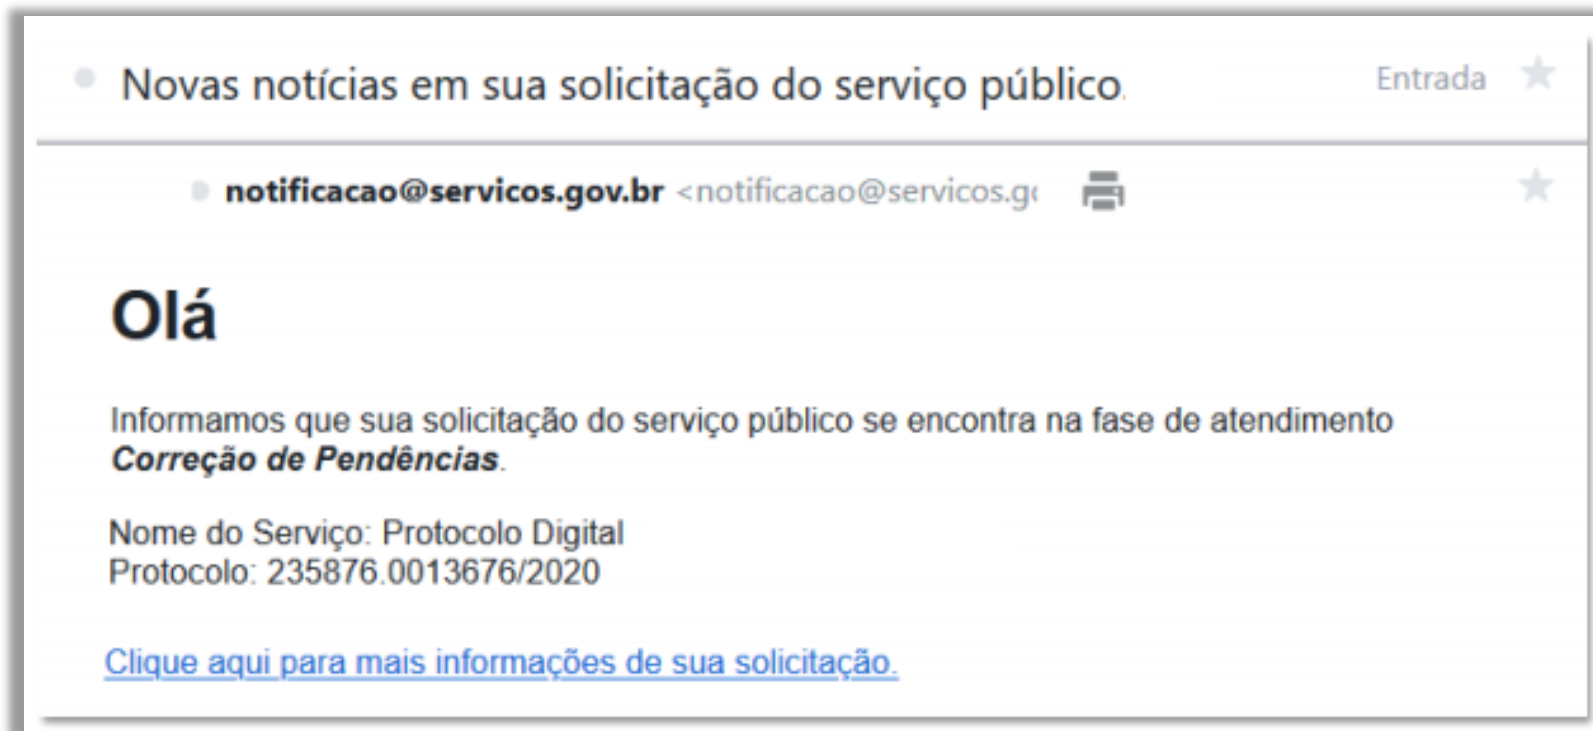 Novas notícias em sua solicitação do serviço público.
Entrada
notificacao@servicos.gov.br <notificacao@servicos.g
Olá
Informamos que sua solicitação do serviço público se encontra na fase de atendimento
Correção de Pendências.
Nome do Serviço: Protocolo Digital
Protocolo: 235876.0013676/2020
Clique aqui para mais informações de sua solicitação.